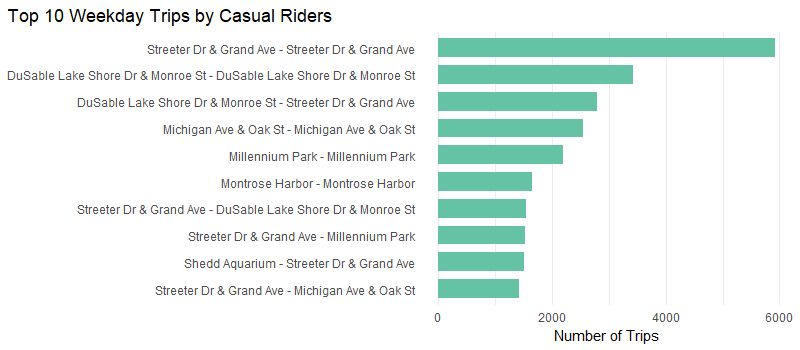 Top 10 Weekday Trips by Casual Riders
Streeter Dr & Grand Ave - Streeter Dr & Grand Ave
DuSable Lake Shore Dr & Monroe St - DuSable Lake Shore Dr & Monroe St
DuSable Lake Shore Dr & Monroe St - Streeter Dr & Grand Ave
Michigan Ave & Oak St - Michigan Ave & Oak St
Millennium Park - Millennium Park
Montrose Harbor - Montrose Harbor
Streeter Dr & Grand Ave - DuSable Lake Shore Dr & Monroe St
Streeter Dr & Grand Ave - Millennium Park
Shedd Aquarium - Streeter Dr & Grand Ave
Streeter Dr & Grand Ave - Michigan Ave & Oak St
0 2000 4000 6000
Number of Trips